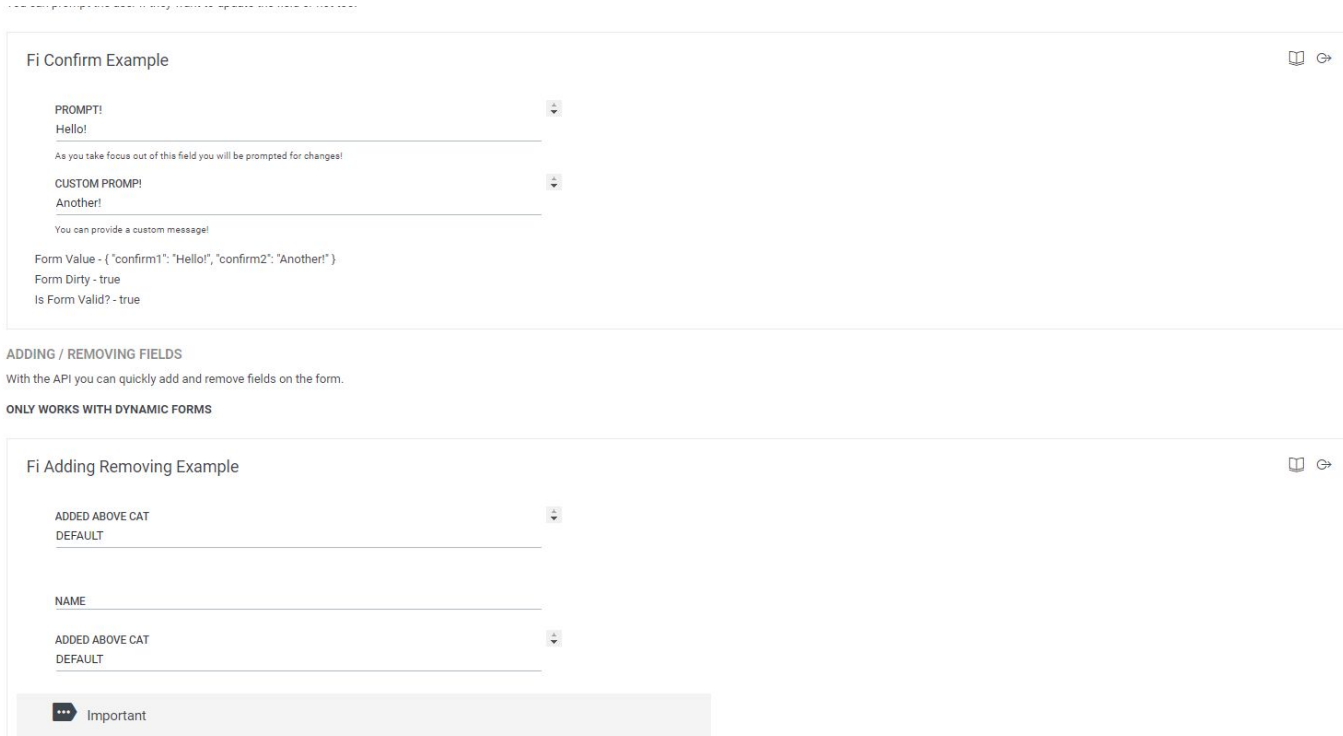 Fi Confirm Example
PROMPT!
Hello!
As you take focus out of this field you will be prompted for changes!
CUSTOM PROMP!
Another!
You can provide a custom message!
Form Value - { "confirm1": "Hello!", "confirm2": "Another!" }
Form Dirty - true
Is Form Valid? - true
ADDING / REMOVING FIELDS
With the API you can quickly add and remove fields on the form.
ONLY WORKS WITH DYNAMIC FORMS
Fi Adding Removing Example
ADDED ABOVE CAT
DEFAULT
NAME
ADDED ABOVE CAT
DEFAULT
Important